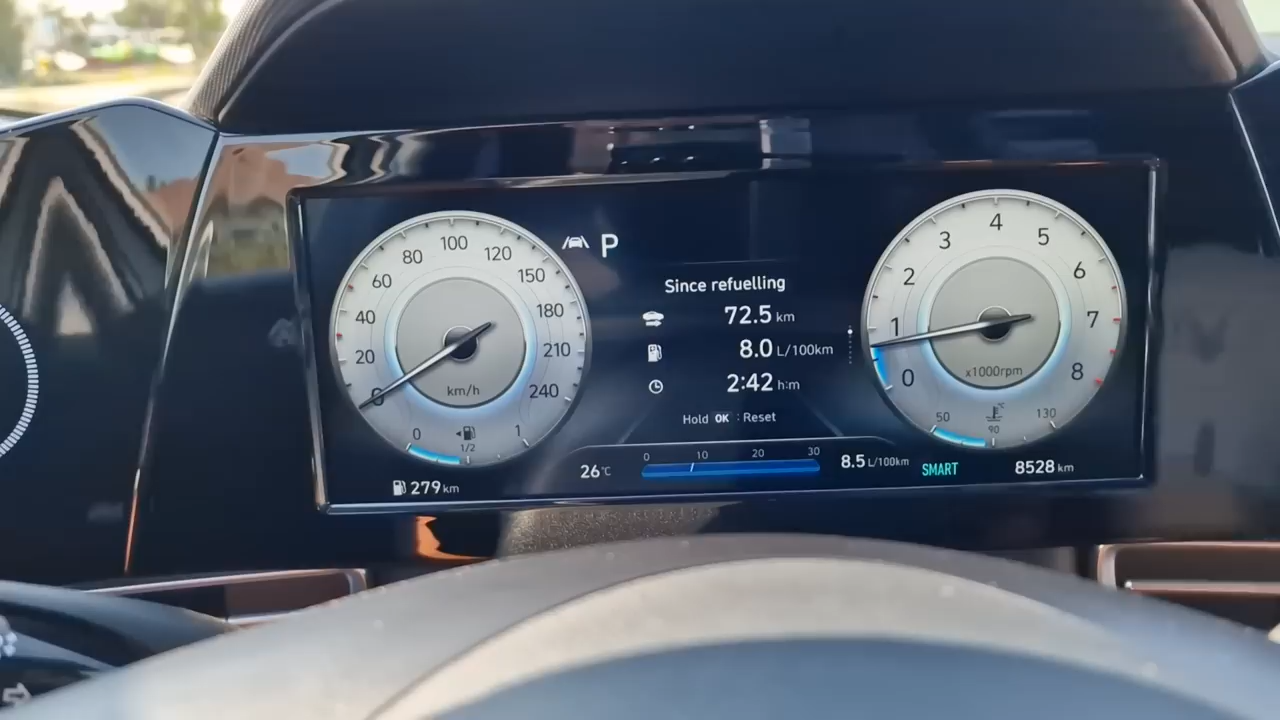 P
0
20
40
60
80
100
120
150
180
210
240
km/h
0
1/2
1
279 km
Since refuelling
72.5 km
8.0 L/100km
2:42 h:m
Hold OK : Reset
26°C
0 10 20 30
8.5 L/100km
0
1
2
3
4
5
6
7
8
x1000rpm
50
°C
90
130
SMART
8528 km